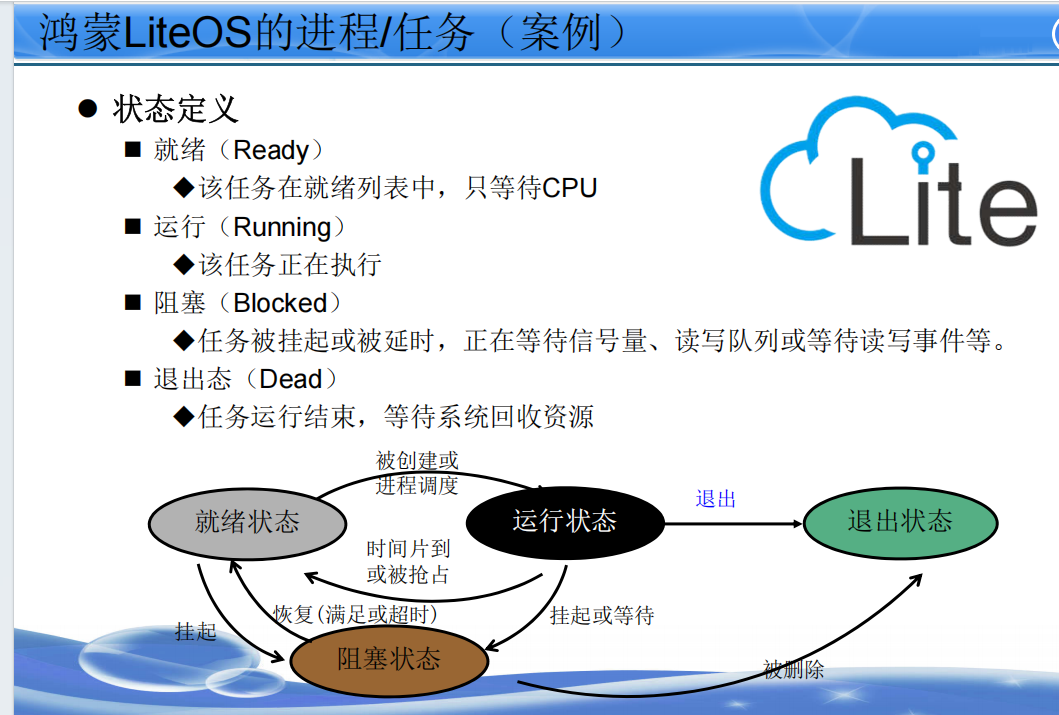 鸿蒙LiteOS的进程/任务（案例）
状态定义
就绪（Ready）
该任务在就绪列表中，只等待CPU
运行（Running）
该任务正在执行
阻塞（Blocked）
任务被挂起或被延时，正在等待信号量、读写队列或等待读写事件等。
退出态（Dead）
任务运行结束，等待系统回收资源
Lite
被创建或
进程调度
就绪状态
运行状态
退出
退出状态
时间片到
或被抢占
恢复(满足或超时)
挂起
挂起或等待
阻塞状态
被删除